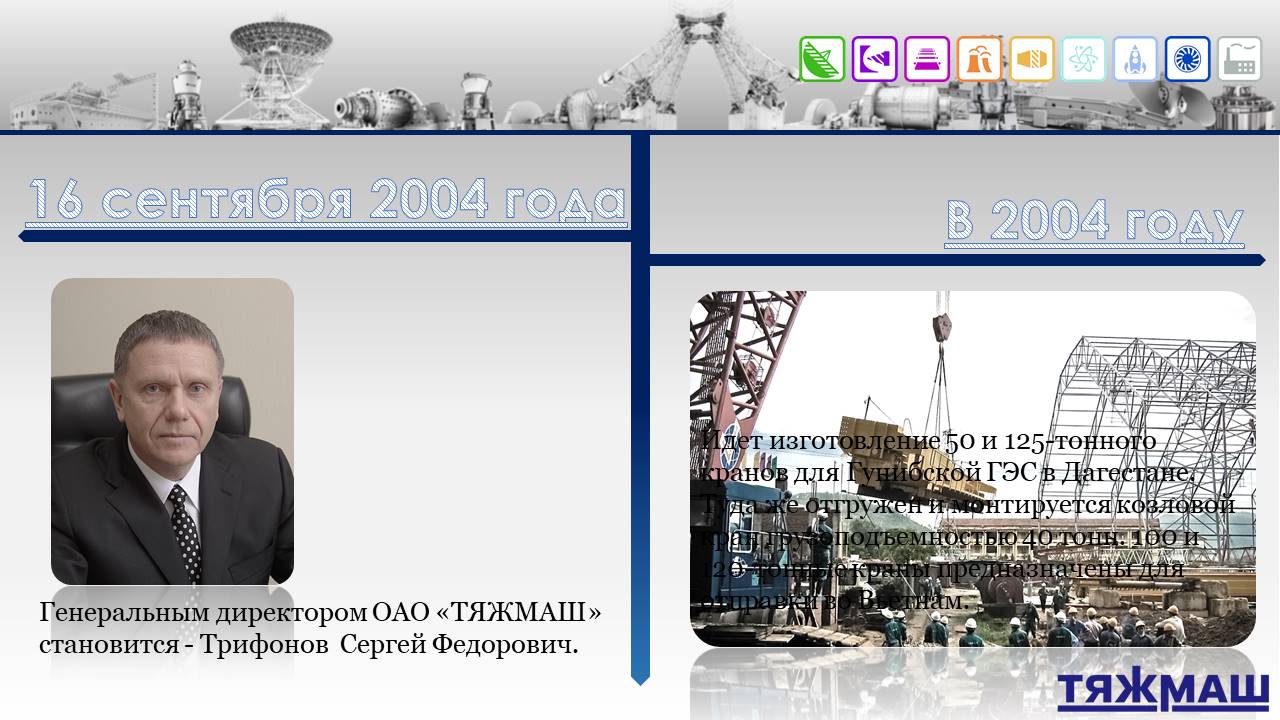 16 сентября 2004 года
Генеральным директором ОАО «ТЯЖМАШ»
становится - Трифонов Сергей Федорович.
В 2004 году
Идет изготовление 50 и 125-тонного
кранов для Гунибской ГЭС в Дагестане.
Туда же отгружен и монтируется козловой
кран грузоподъемностью 40 тонн. 100 и
120-тонные краны предназначены для
отправки во Вьетнам.
ТЯЖМАШ